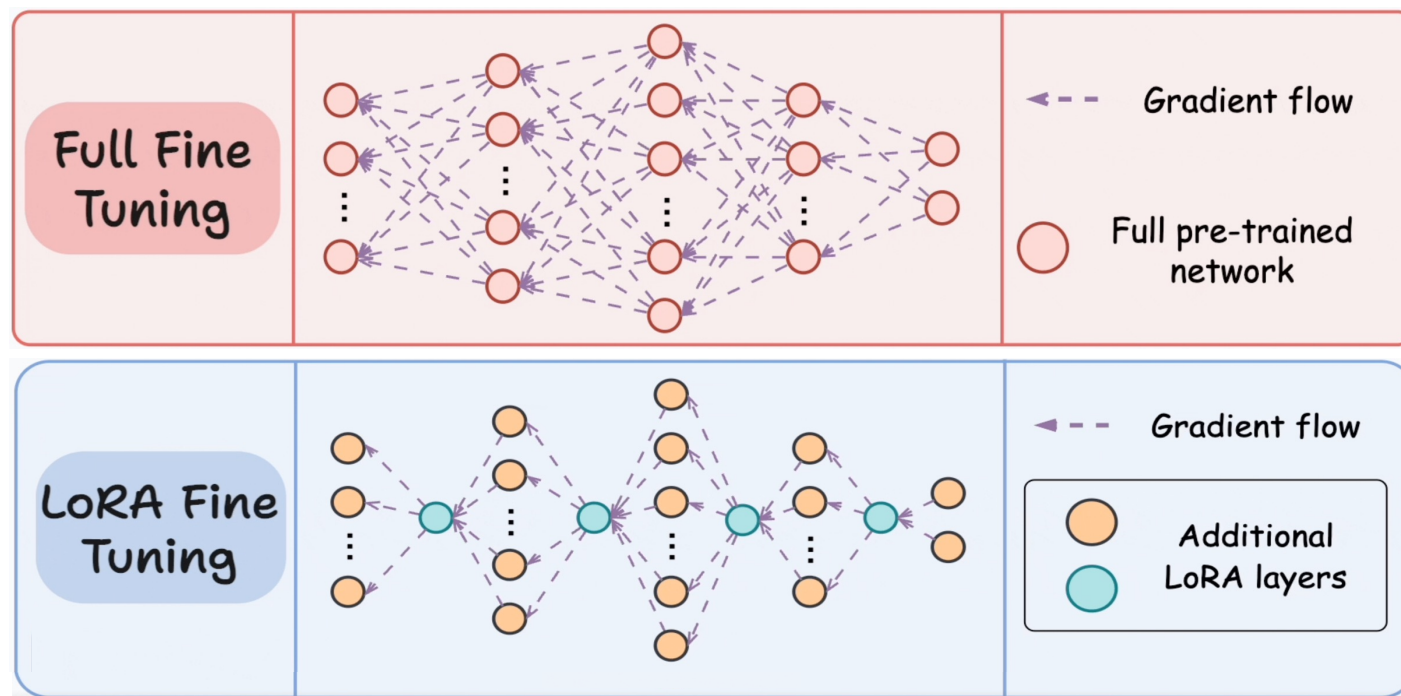 Full Fine
Tuning
Gradient flow
Full pre-trained
network
LoRA Fine
Tuning
Gradient flow
Additional
LoRA layers